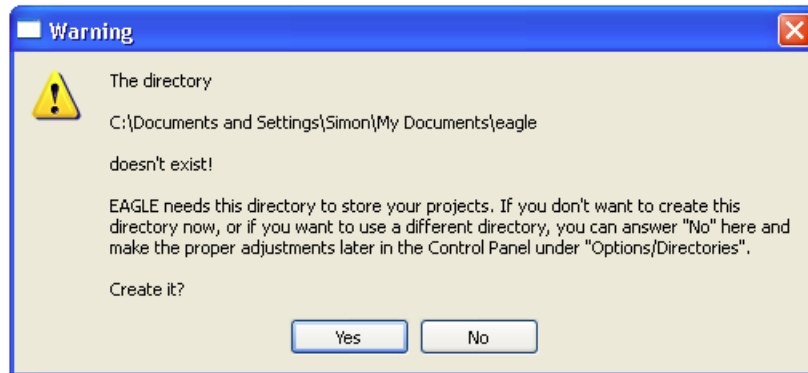 Warning
The directory
C:\Documents and Settings\Simon\My Documents\eagle
doesn't exist!
EAGLE needs this directory to store your projects. If you don't want to create this
directory now, or if you want to use a different directory, you can answer "No" here and
make the proper adjustments later in the Control Panel under "Options/Directories".
Create it?
Yes No